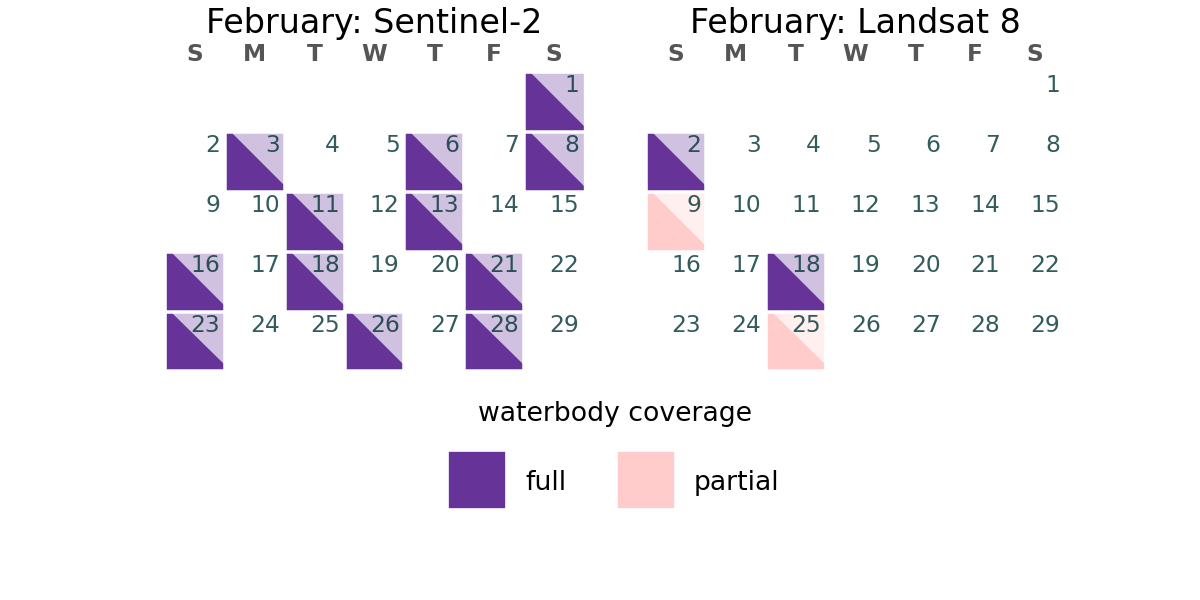 February: Sentinel-2
S M T W T F S
1
2 3 4 5 6 7 8
9 10 11 12 13 14 15
16 17 18 19 20 21 22
23 24 25 26 27 28 29
February: Landsat 8
S M T W T F S
1
2 3 4 5 6 7 8
9 10 11 12 13 14 15
16 17 18 19 20 21 22
23 24 25 26 27 28 29
waterbody coverage
full
partial